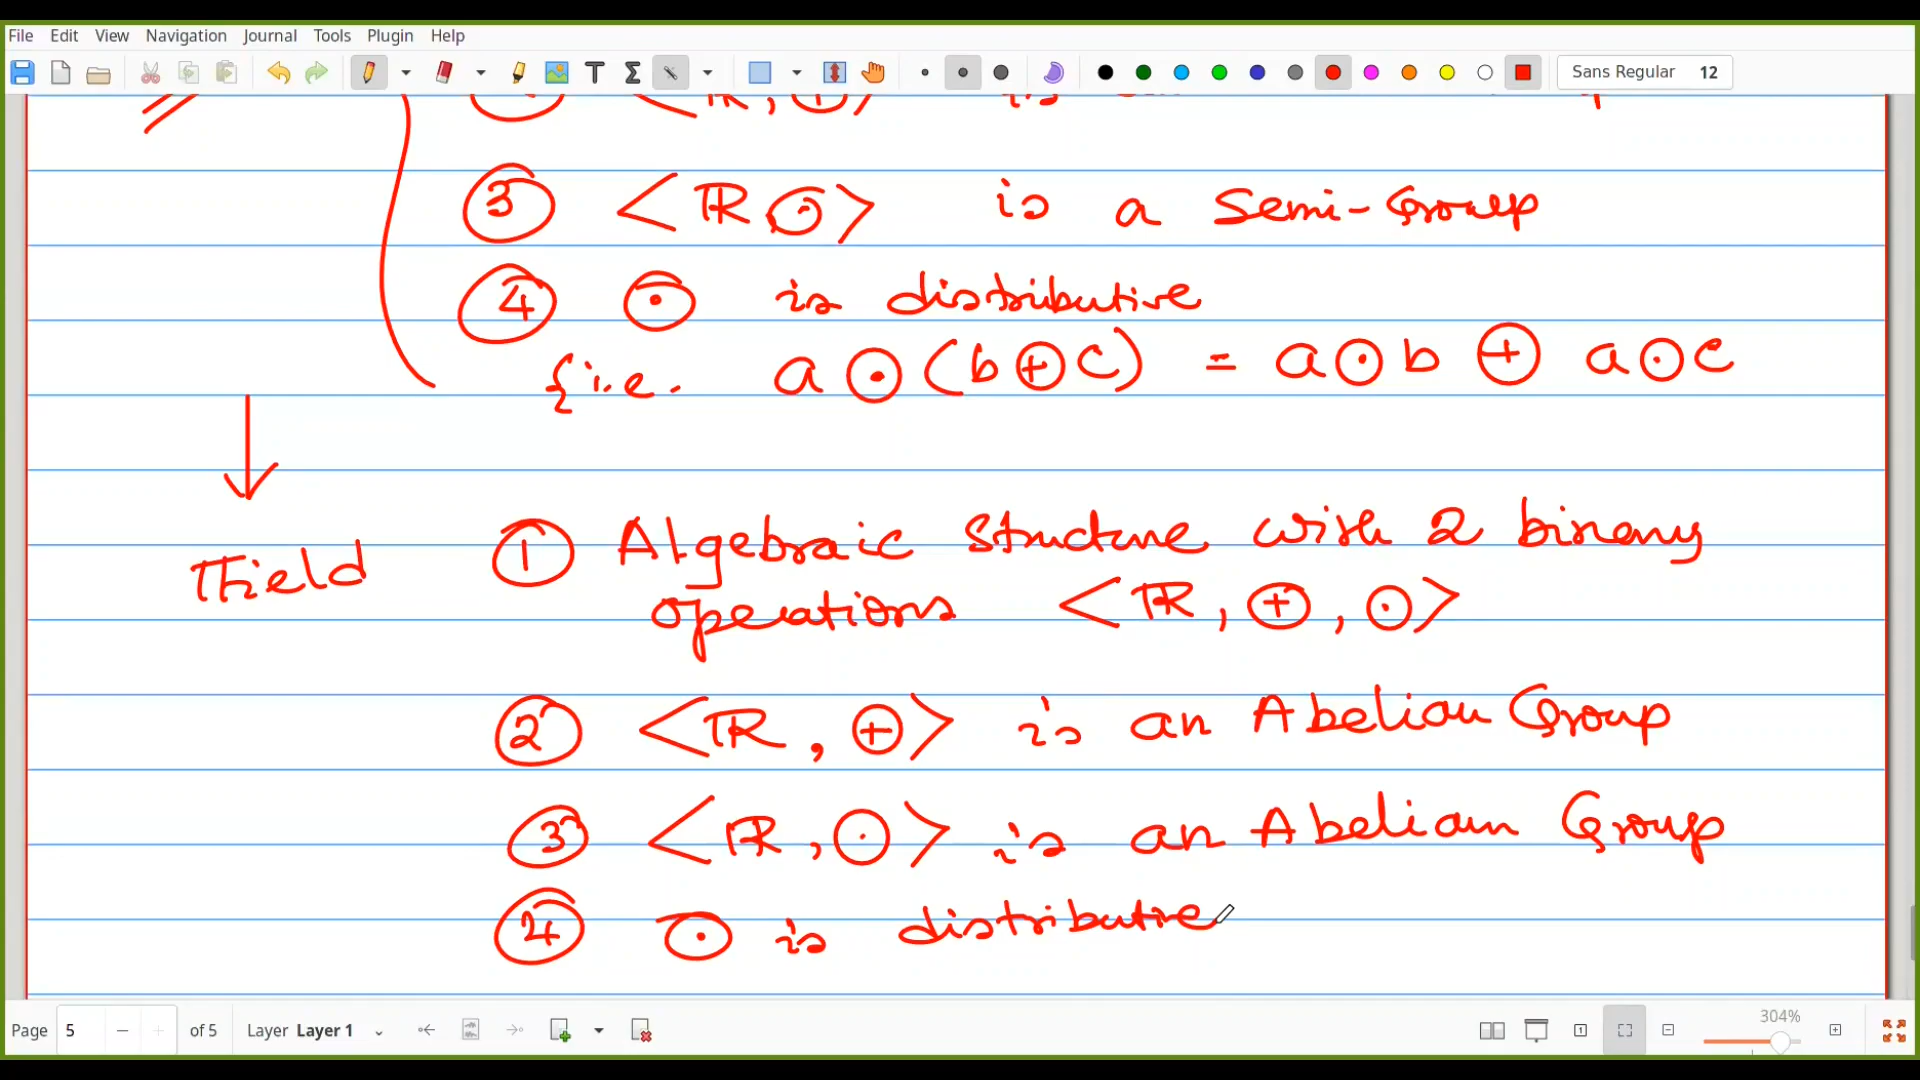 File Edit View Navigation Journal Tools Plugin Help
Sans Regular 12
③ <ℝ ⊙> is a Semi-Group
④ ⊙ is distributive
{i.e. a ⊙ (b ⊕ c) = a ⊙ b ⊕ a ⊙ c
Field
① Algebraic Structure with 2 binary
operations <ℝ, ⊕, ⊙>
② <ℝ, ⊕> is an Abelian Group
③ <ℝ, ⊙> is an Abelian Group
④ ⊙ is distributive
Page 5 of 5 Layer Layer 1 304%